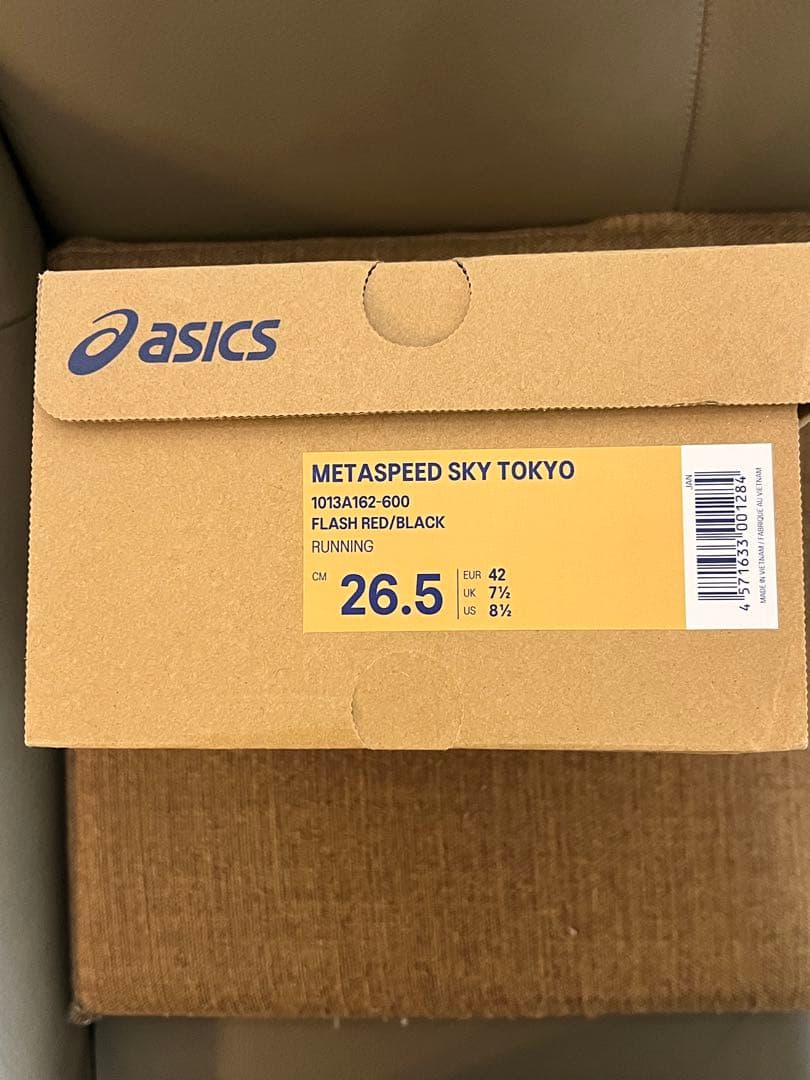 asics
METASPEED SKY TOKYO
1013A162-600
FLASH RED/BLACK
RUNNING
CM 26.5
EUR 42
UK 7½
US 8½
JAN
4 571633 001284
MADE IN VIETNAM / FABRIQUÉ AU VIETNAM